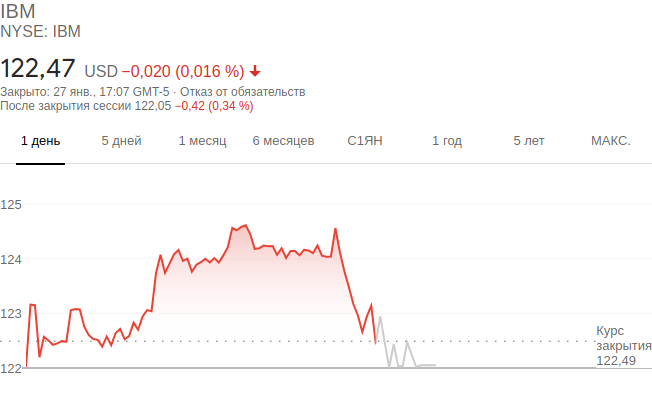 IBM
NYSE: IBM
122,47 USD −0,020 (0,016 %)
Закрыто: 27 янв., 17:07 GMT-5 · Отказ от обязательств
После закрытия сессии 122,05 −0,42 (0,34 %)
1 день 5 дней 1 месяц 6 месяцев С1ЯН 1 год 5 лет МАКС.
125
124
123
Курс
закрытия
122,49
122